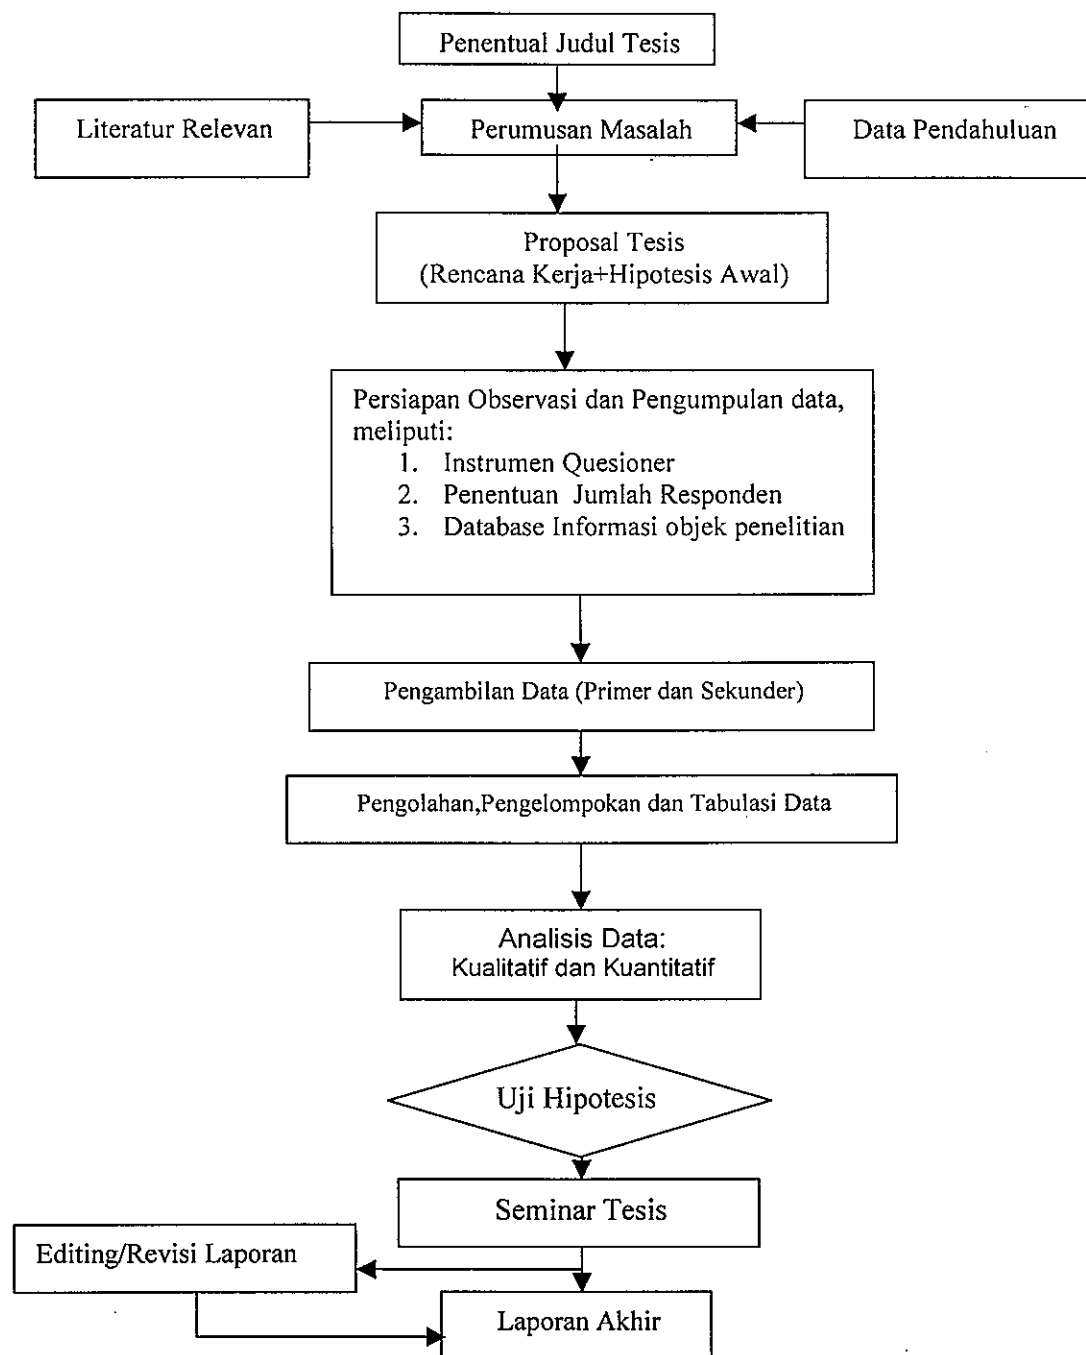 Penentual Judul Tesis
Literatur Relevan
Perumusan Masalah
Data Pendahuluan
Proposal Tesis
(Rencana Kerja+Hipotesis Awal)
Persiapan Observasi dan Pengumpulan data,
meliputi:
1. Instrumen Quesioner
2. Penentuan Jumlah Responden
3. Database Informasi objek penelitian
Pengambilan Data (Primer dan Sekunder)
Pengolahan,Pengelompokan dan Tabulasi Data
Analisis Data:
Kualitatif dan Kuantitatif
Uji Hipotesis
Seminar Tesis
Editing/Revisi Laporan
Laporan Akhir